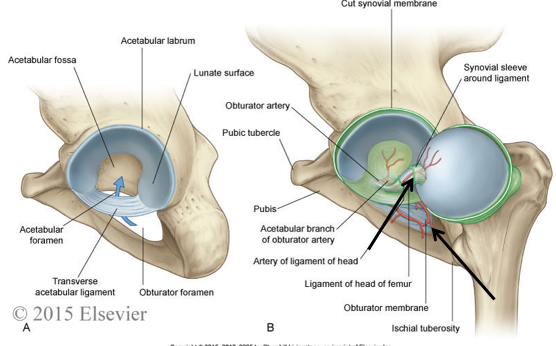 Cut synovial membrane
Acetabular labrum
Acetabular fossa
Lunate surface
Synovial sleeve
around ligament
Obturator artery
Pubic tubercle
Pubis
Acetabular
foramen
Acetabular branch
of obturator artery
Artery of ligament of head
Transverse
acetabular ligament
Obturator foramen
Ligament of head of femur
Obturator membrane
Ischial tuberosity
© 2015 Elsevier
A
B